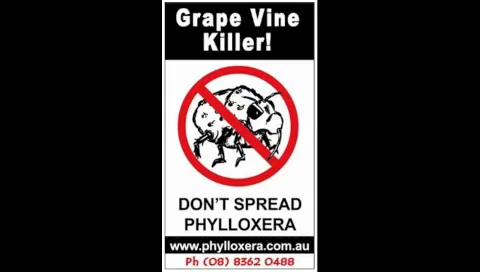 Grape Vine
Killer!
DON'T SPREAD
PHYLLOXERA
www.phylloxera.com.au
Ph (08) 8362 0488